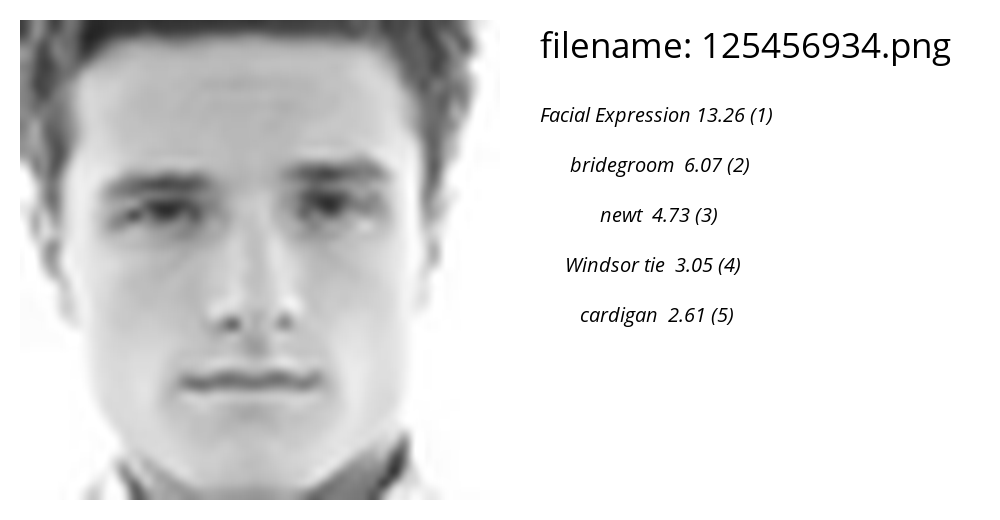 filename: 125456934.png
Facial Expression 13.26 (1)
bridegroom 6.07 (2)
newt 4.73 (3)
Windsor tie 3.05 (4)
cardigan 2.61 (5)